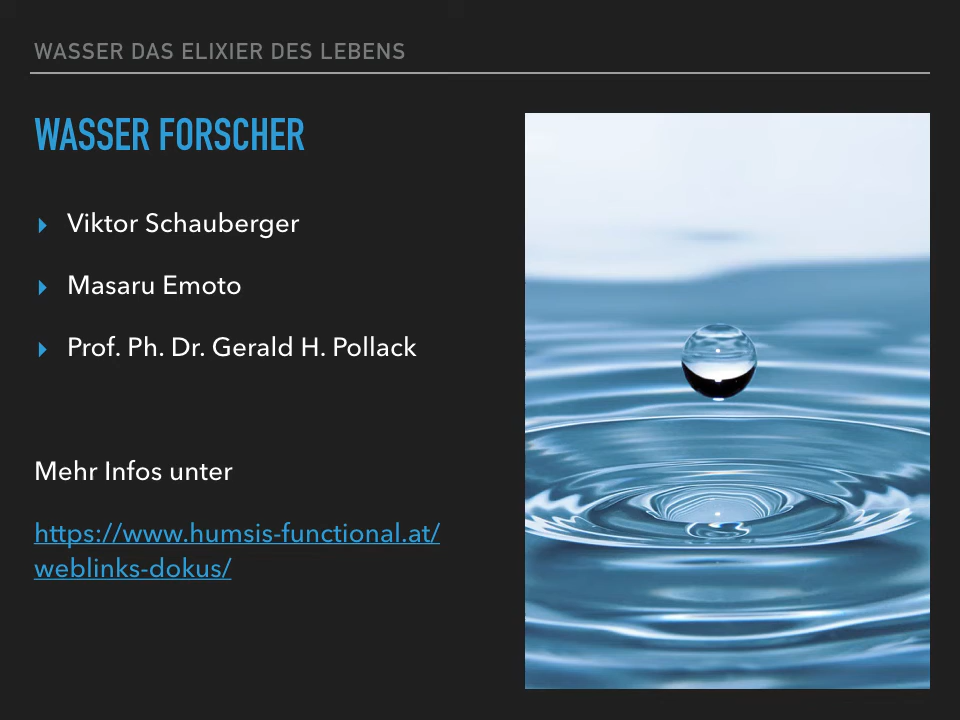 WASSER DAS ELIXIER DES LEBENS
WASSER FORSCHER
Viktor Schauberger
Masaru Emoto
Prof. Ph. Dr. Gerald H. Pollack
Mehr Infos unter
https://www.humsis-functional.at/
weblinks-dokus/